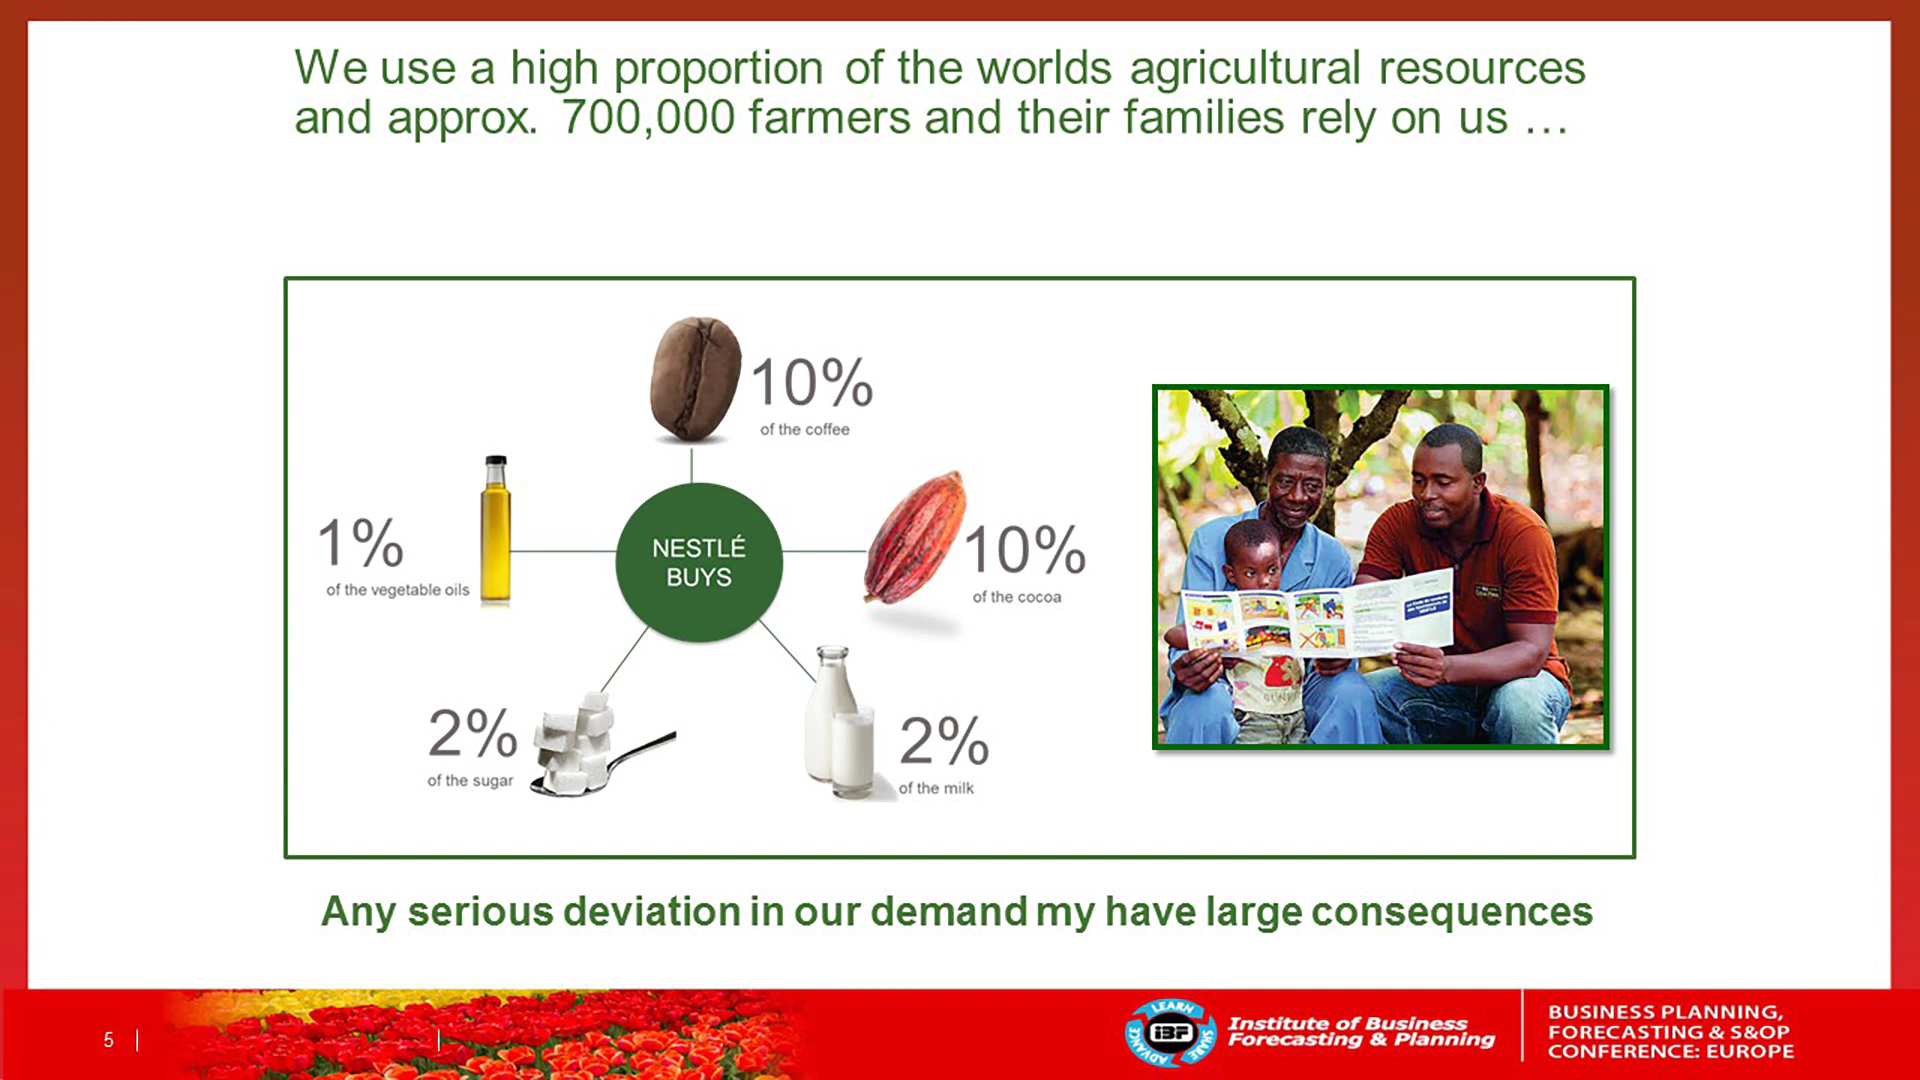 We use a high proportion of the worlds agricultural resources
and approx. 700,000 farmers and their families rely on us …
10%
of the coffee
1%
of the vegetable oils
NESTLÉ
BUYS
10%
of the cocoa
2%
of the sugar
2%
of the milk
Any serious deviation in our demand my have large consequences
5
LEARN
SHARE
ADVANCE
IBF
Institute of Business
Forecasting & Planning
BUSINESS PLANNING,
FORECASTING & S&OP
CONFERENCE: EUROPE